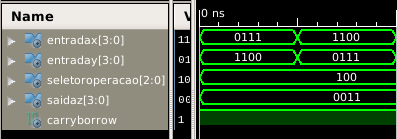 Name V 0 ns
entradax[3:0] 11 0111 1100
entraday[3:0] 01 1100 0111
seletoroperacao[2:0] 10 100
saidaz[3:0] 00 0011
carryborrow 1